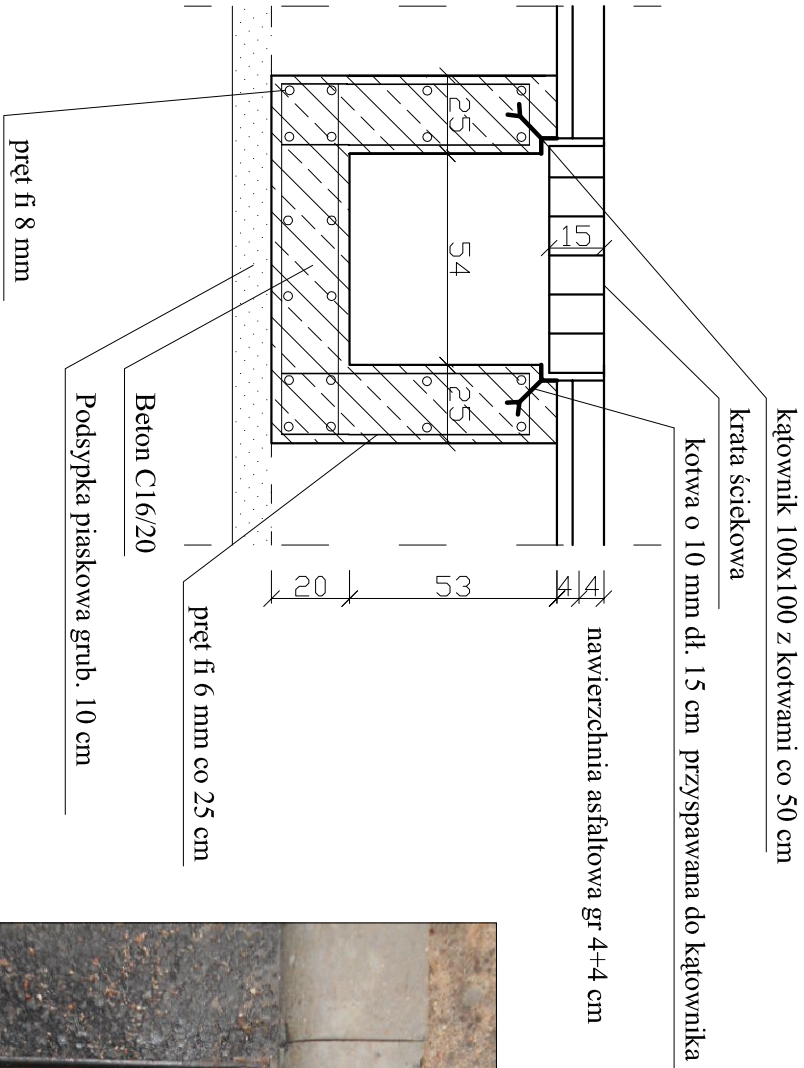 kątownik 100x100 z kotwami co 50 cm
krata ściekowa
kotwa o 10 mm dł. 15 cm przyspawana do kątownika
nawierzchnia asfaltowa gr 4+4 cm
15
25
54
25
4
4
53
20
pręt fi 6 mm co 25 cm
Beton C16/20
Podsypka piaskowa grub. 10 cm
pręt fi 8 mm